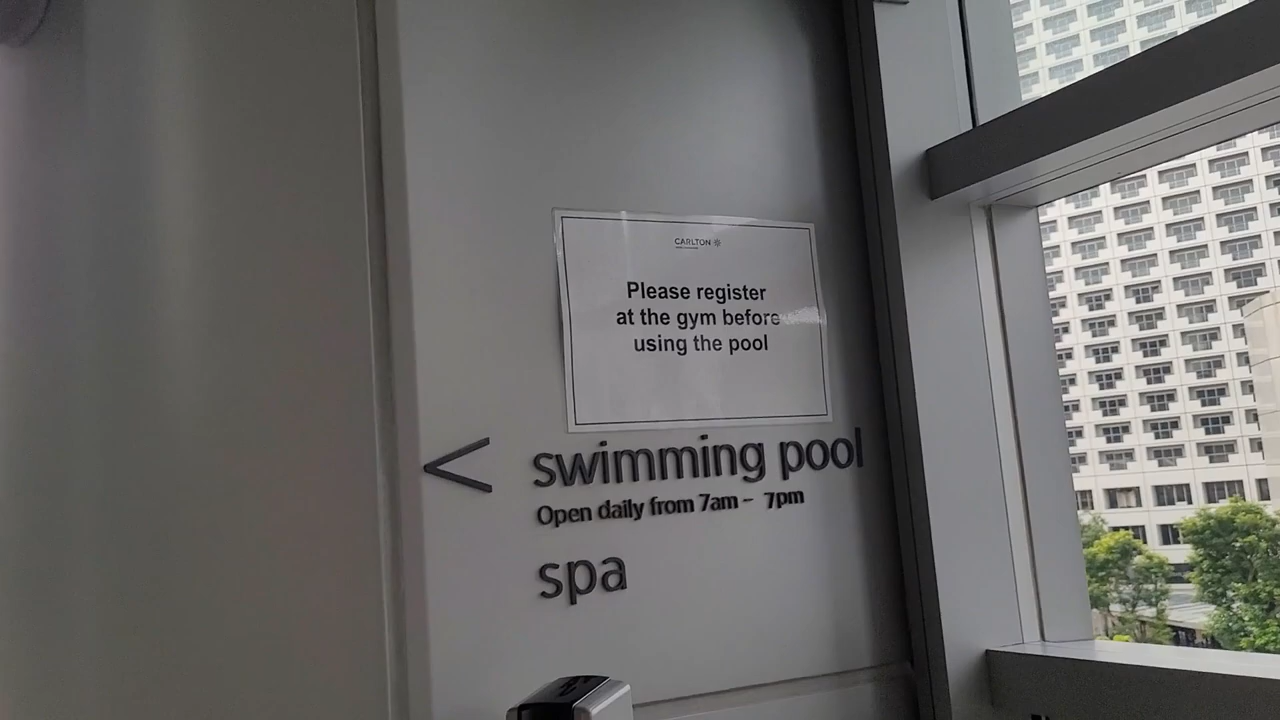 CARLTON
Please register
at the gym before
using the pool
< swimming pool
Open daily from 7am - 7pm
spa